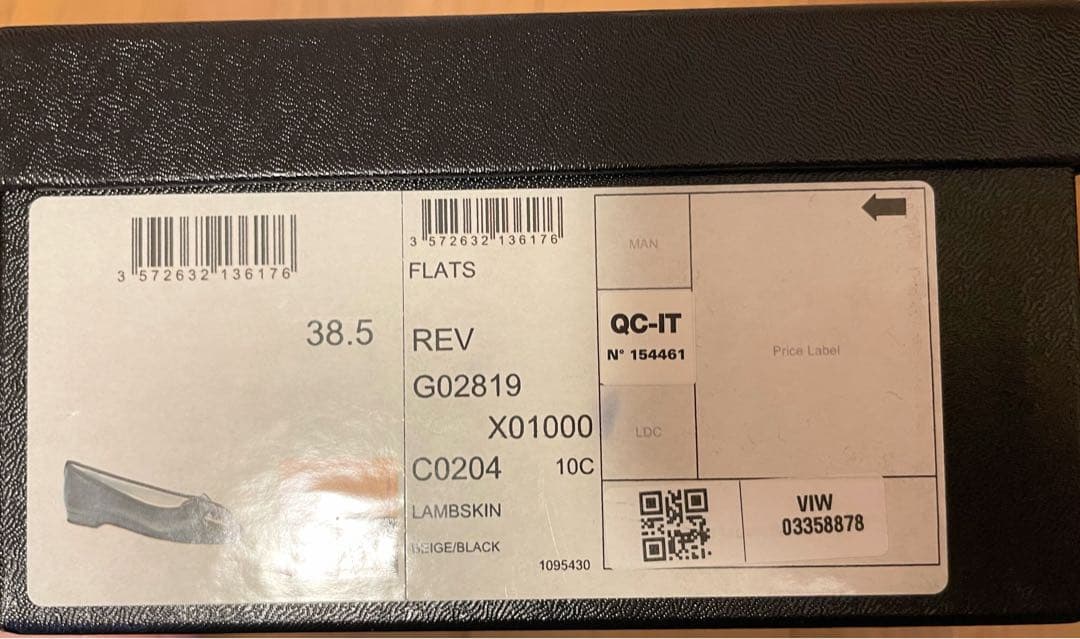 3 572632 136176
38.5
3 572632 136176
FLATS
REV
G02819
X01000
C0204 10C
LAMBSKIN
BEIGE/BLACK
1095430
MAN
QC-IT
N° 154461
LDC
Price Label
VIW
03358878